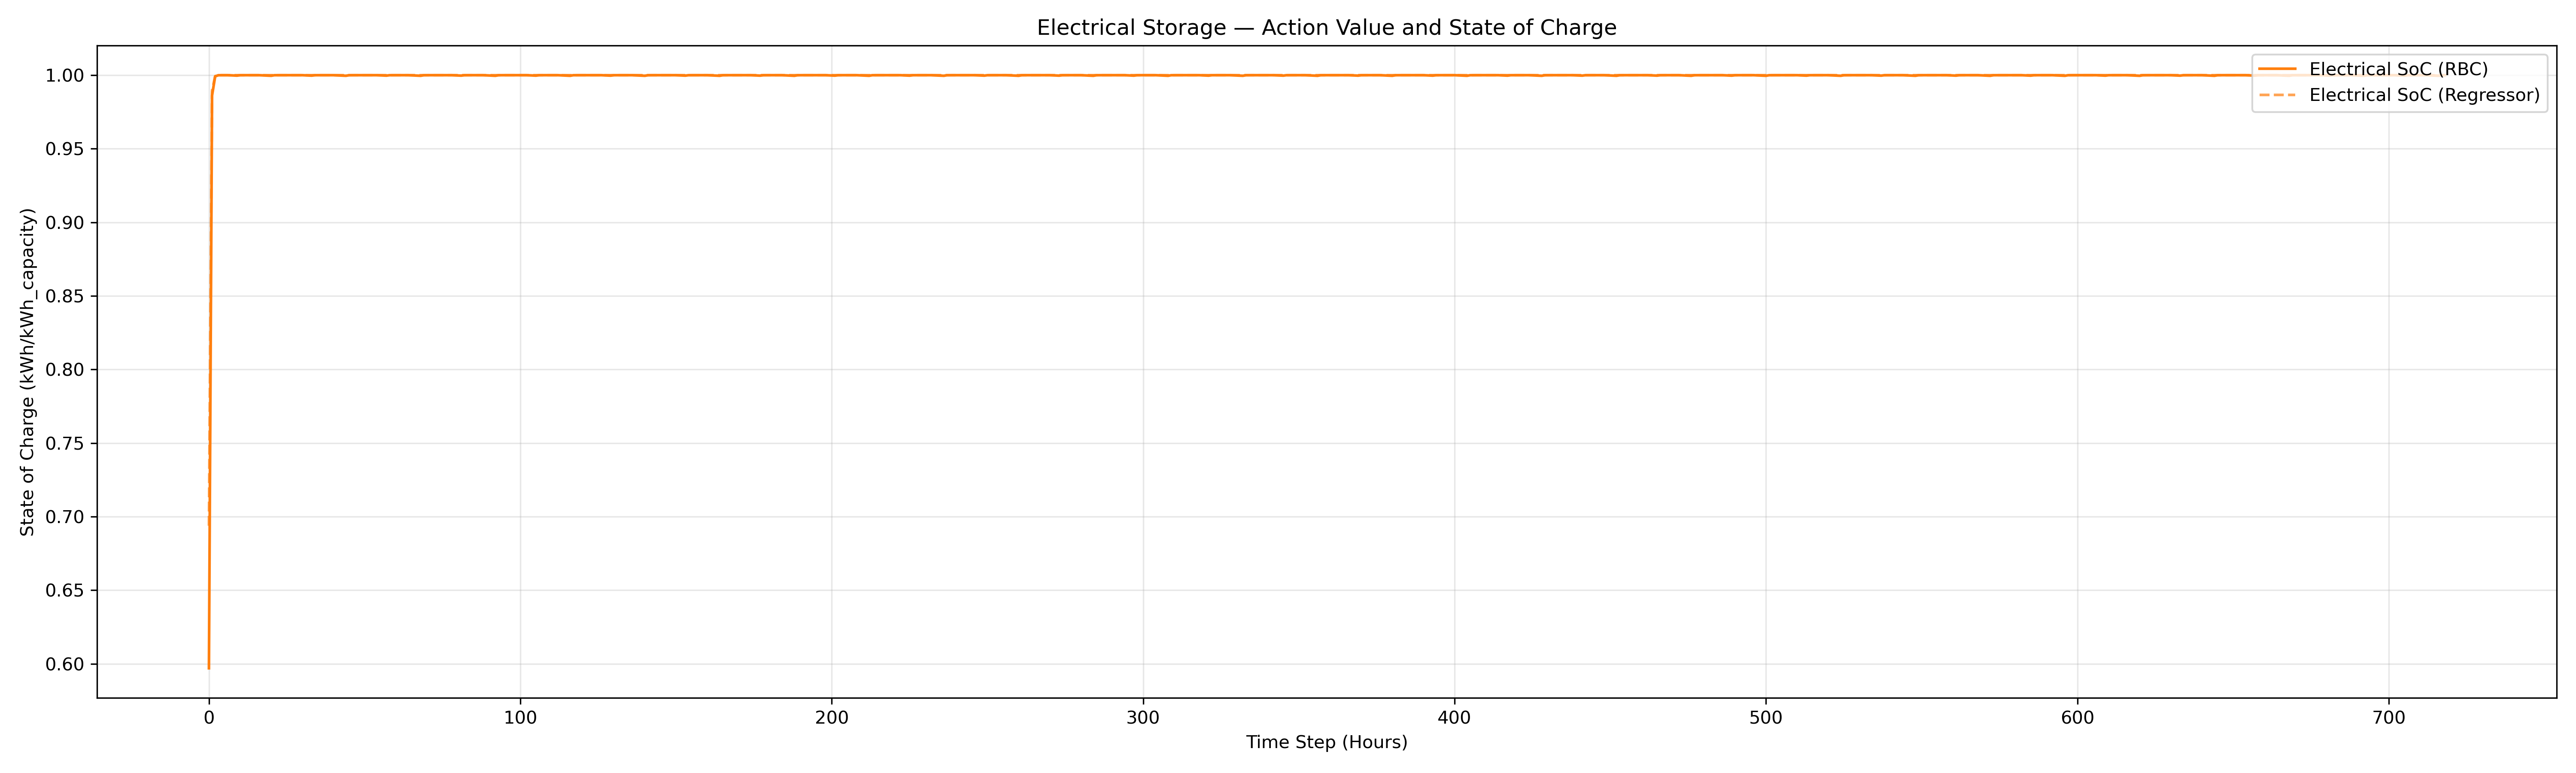 Electrical Storage — Action Value and State of Charge
State of Charge (kWh/kWh_capacity)
1.00
0.95
0.90
0.85
0.80
0.75
0.70
0.65
0.60
Electrical SoC (RBC)
Electrical SoC (Regressor)
0 100 200 300 400 500 600 700
Time Step (Hours)